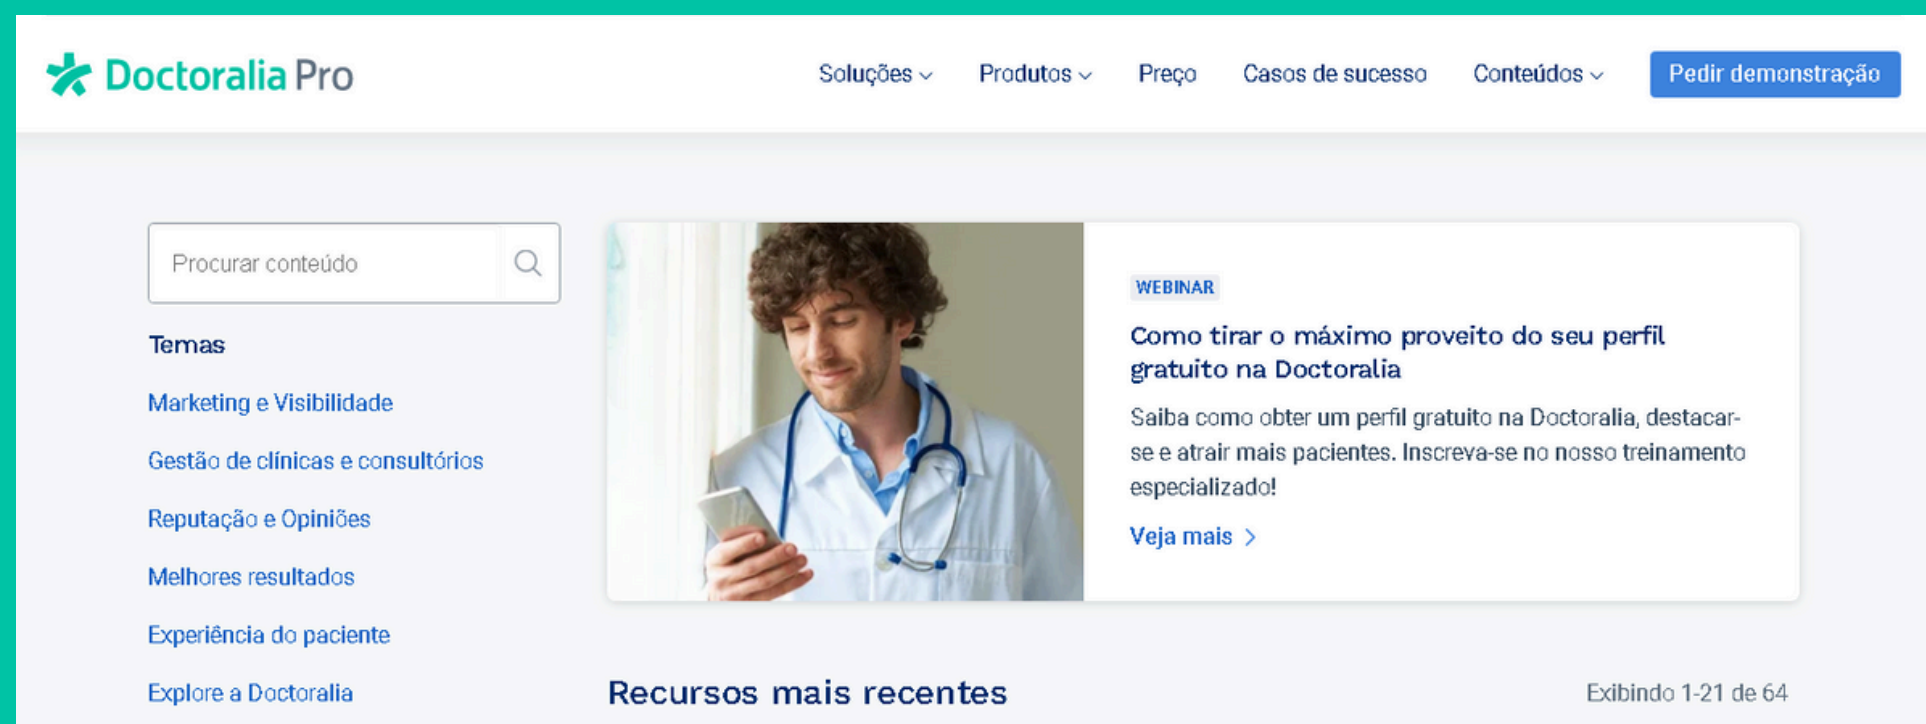 Doctoralia Pro
Soluções
Produtos
Preço
Casos de sucesso
Conteúdos
Pedir demonstração
Procurar conteúdo
Temas
Marketing e Visibilidade
Gestão de clínicas e consultórios
Reputação e Opiniões
Melhores resultados
Experiência do paciente
Explore a Doctoralia
WEBINAR
Como tirar o máximo proveito do seu perfil
gratuito na Doctoralia
Saiba como obter um perfil gratuito na Doctoralia, destacar-
se e atrair mais pacientes. Inscreva-se no nosso treinamento
especializado!
Veja mais
Recursos mais recentes
Exibindo 1-21 de 64